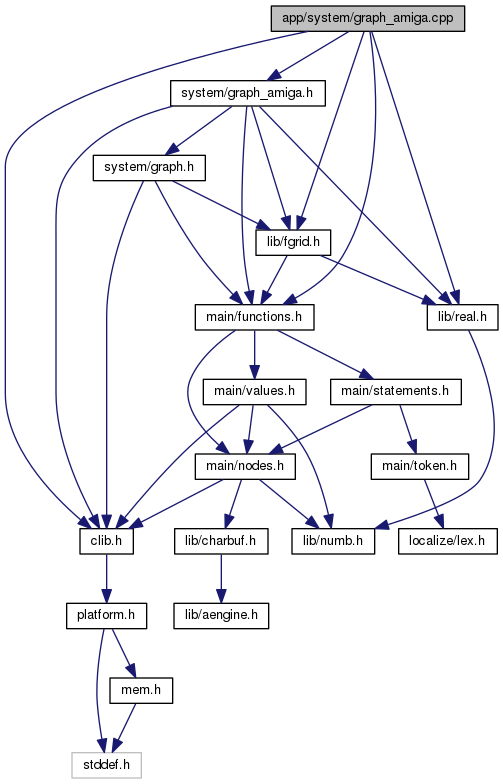 app/system/graph_amiga.cpp
system/graph_amiga.h
system/graph.h
lib/fgrid.h
main/functions.h
lib/real.h
main/values.h
main/statements.h
main/nodes.h
main/token.h
clib.h
lib/charbuf.h
lib/numb.h
localize/lex.h
platform.h
lib/aengine.h
mem.h
stddef.h